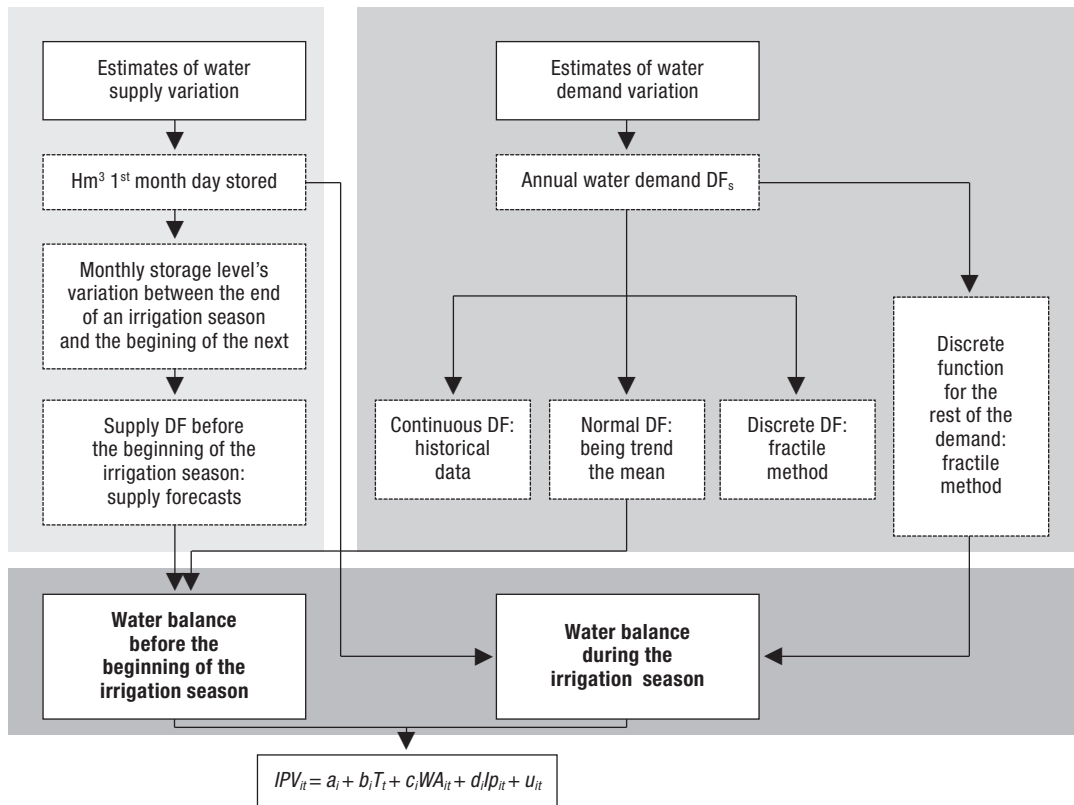 Estimates of water
supply variation
Hm³ 1ˢᵗ month day stored
Monthly storage level's
variation between the end
of an irrigation season
and the begining of the next
Supply DF before
the beginning of the
irrigation season:
supply forecasts
Estimates of water
demand variation
Annual water demand DFₛ
Continuous DF:
historical
data
Normal DF:
being trend
the mean
Discrete DF:
fractile
method
Discrete
function
for the
rest of the
demand:
fractile
method
Water balance
before the
beginning of the
irrigation season
Water balance
during the
irrigation season
IPVᵢₜ = aᵢ + bᵢTₜ + cᵢWAᵢₜ + dᵢIpᵢₜ + uᵢₜ